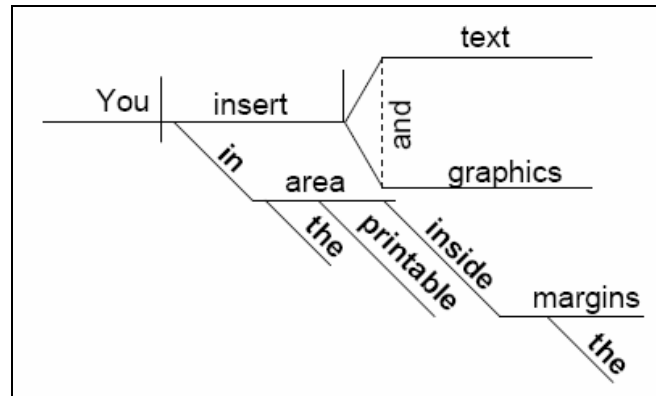 text
You
insert
and
in
area
graphics
the
printable
inside
margins
the